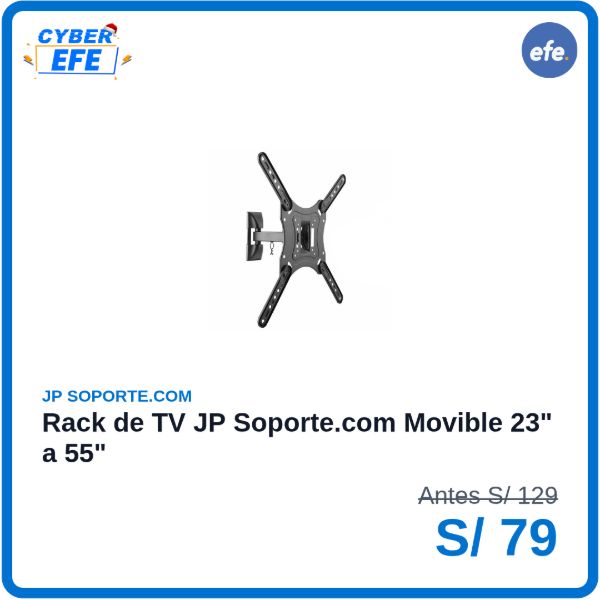 CYBER
EFE
efe.
JP SOPORTE.COM
Rack de TV JP Soporte.com Movible 23"
a 55"
Antes S/ 129
S/ 79